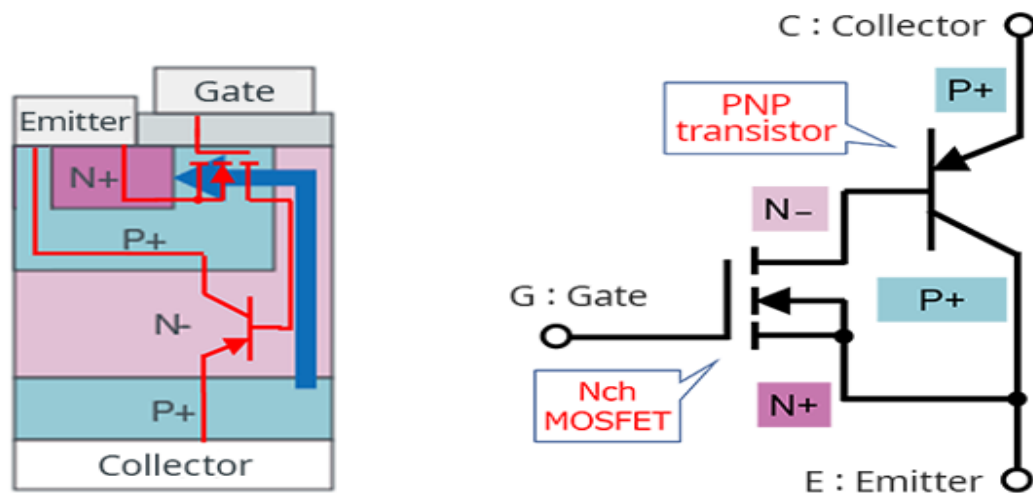 Gate
Emitter
N+
P+
N-
P+
Collector
C : Collector
P+
PNP
transistor
N−
G : Gate
P+
Nch
MOSFET
N+
E : Emitter